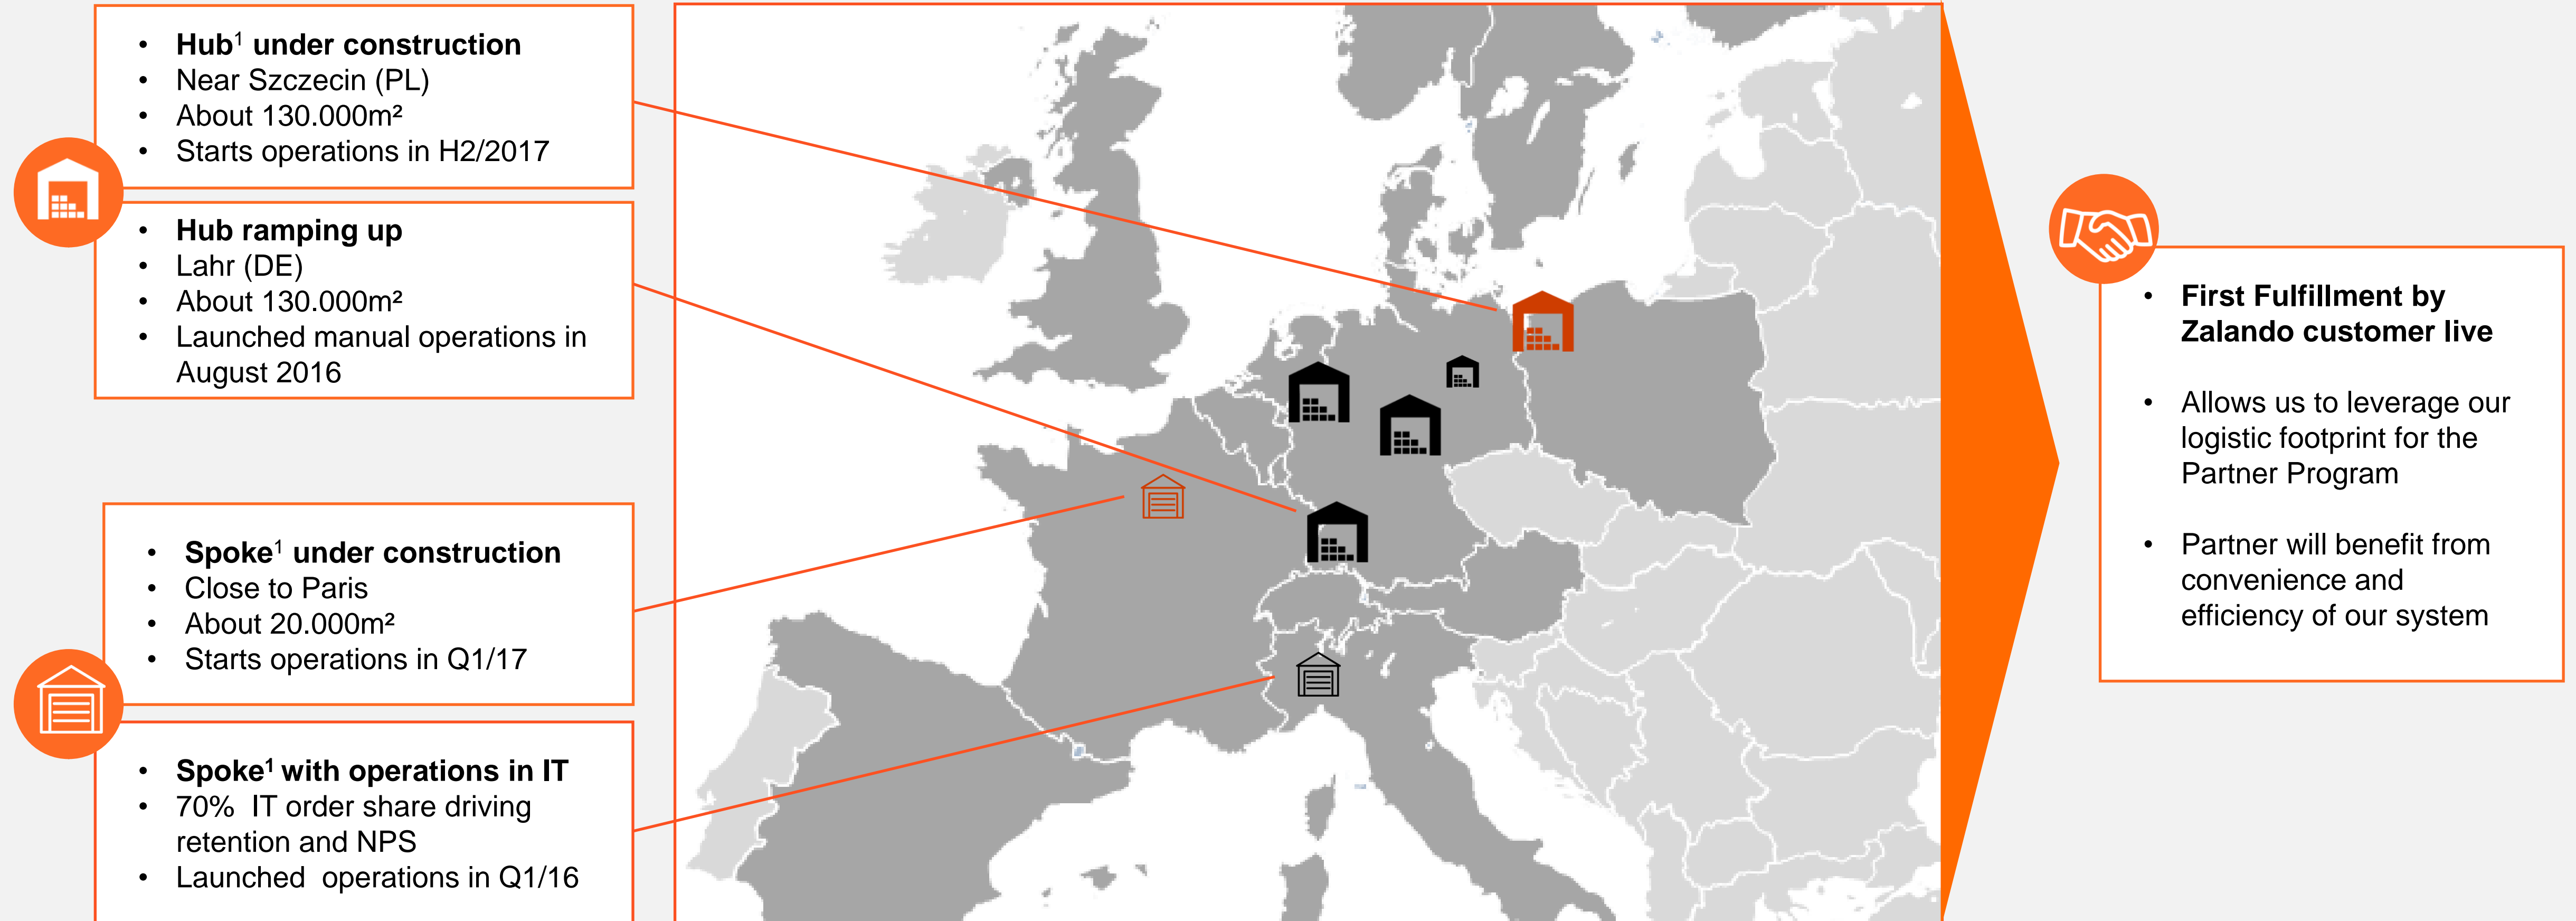 • Hub¹ under construction
• Near Szczecin (PL)
• About 130.000m²
• Starts operations in H2/2017
• Hub ramping up
• Lahr (DE)
• About 130.000m²
• Launched manual operations in
August 2016
• Spoke¹ under construction
• Close to Paris
• About 20.000m²
• Starts operations in Q1/17
• Spoke¹ with operations in IT
• 70% IT order share driving
retention and NPS
• Launched operations in Q1/16
• First Fulfillment by
Zalando customer live
• Allows us to leverage our
logistic footprint for the
Partner Program
• Partner will benefit from
convenience and
efficiency of our system